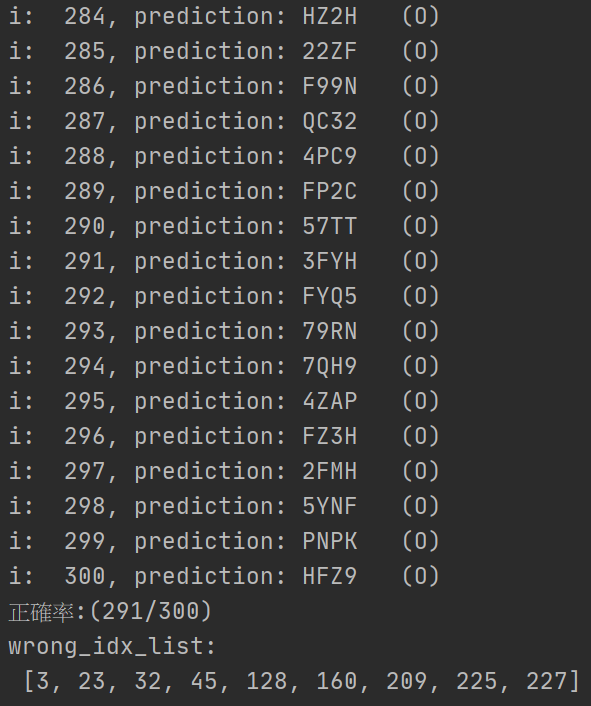 i:  284, prediction: HZ2H   (O)
i:  285, prediction: 22ZF   (O)
i:  286, prediction: F99N   (O)
i:  287, prediction: QC32   (O)
i:  288, prediction: 4PC9   (O)
i:  289, prediction: FP2C   (O)
i:  290, prediction: 57TT   (O)
i:  291, prediction: 3FYH   (O)
i:  292, prediction: FYQ5   (O)
i:  293, prediction: 79RN   (O)
i:  294, prediction: 7QH9   (O)
i:  295, prediction: 4ZAP   (O)
i:  296, prediction: FZ3H   (O)
i:  297, prediction: 2FMH   (O)
i:  298, prediction: 5YNF   (O)
i:  299, prediction: PNPK   (O)
i:  300, prediction: HFZ9   (O)
正確率:(291/300)
wrong_idx_list:
 [3, 23, 32, 45, 128, 160, 209, 225, 227]